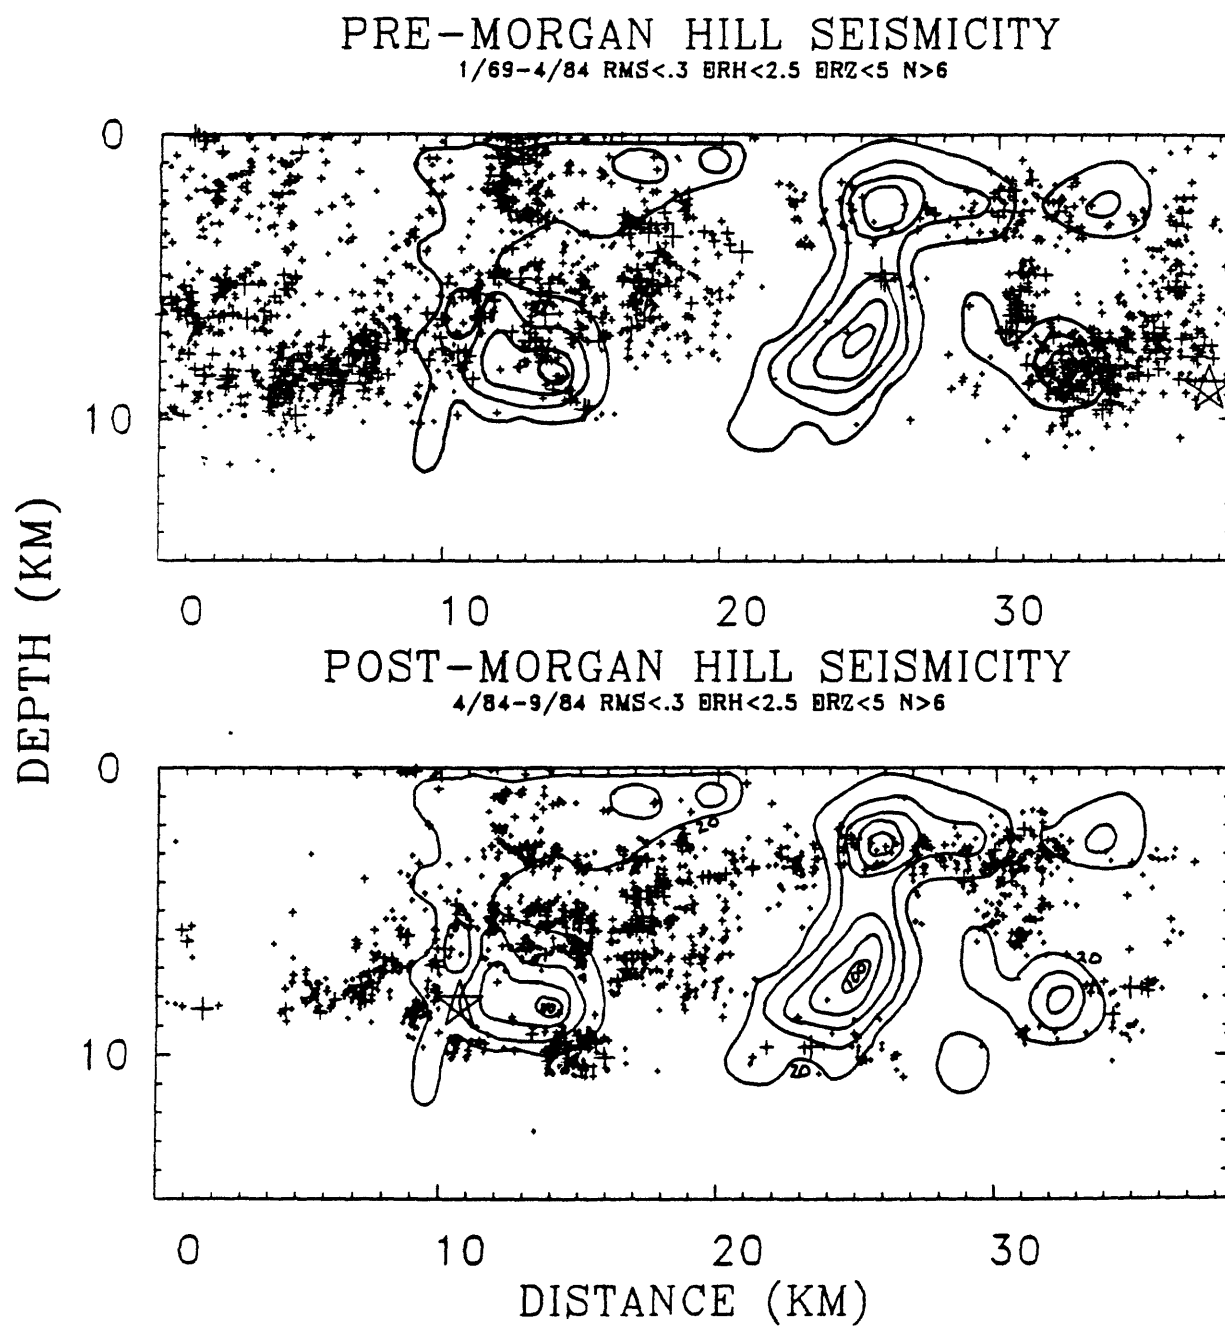 PRE-MORGAN HILL SEISMICITY
1/69-4/84 RMS<.3 ERH<2.5 ERZ<5 N>6
0
10
0 10 20 30
DEPTH (KM)
POST-MORGAN HILL SEISMICITY
4/84-9/84 RMS<.3 ERH<2.5 ERZ<5 N>6
0
20
20
10
20
0 10 20 30
DISTANCE (KM)